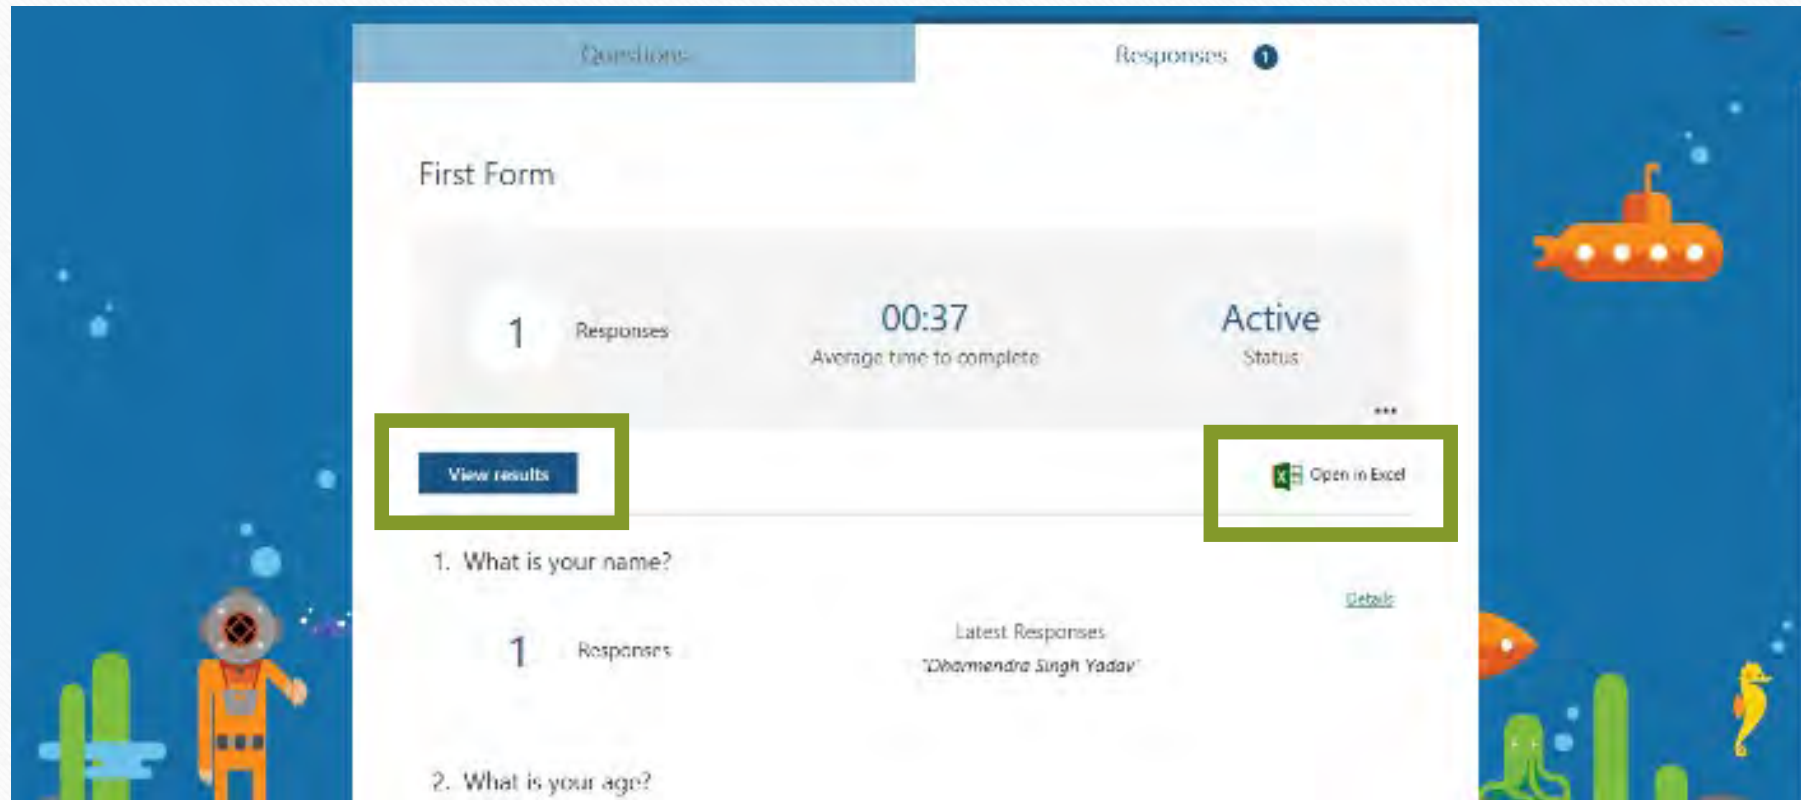 Questions
Responses 1
First Form
1 Responses
00:37
Average time to complete
Active
Status
...
View results
Open in Excel
1. What is your name?
Details
1 Responses
Latest Responses
"Dharmendra Singh Yadav"
2. What is your age?